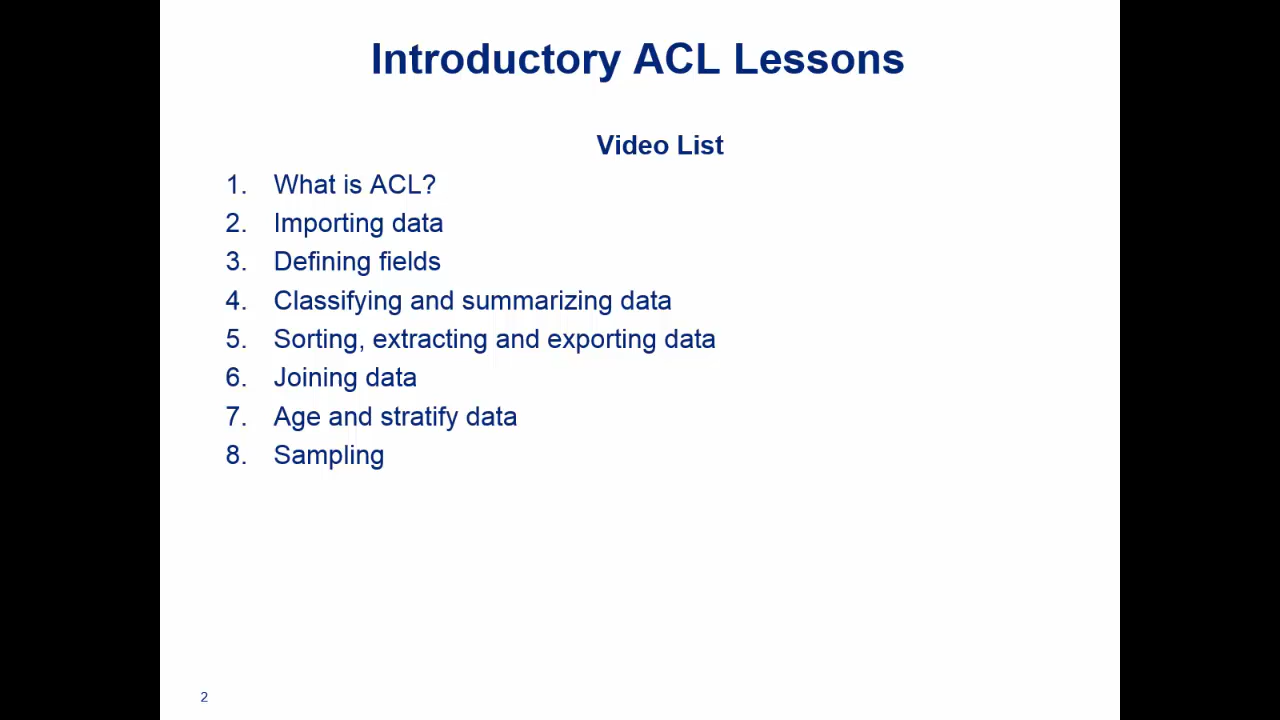 Introductory ACL Lessons
Video List
1. What is ACL?
2. Importing data
3. Defining fields
4. Classifying and summarizing data
5. Sorting, extracting and exporting data
6. Joining data
7. Age and stratify data
8. Sampling
2